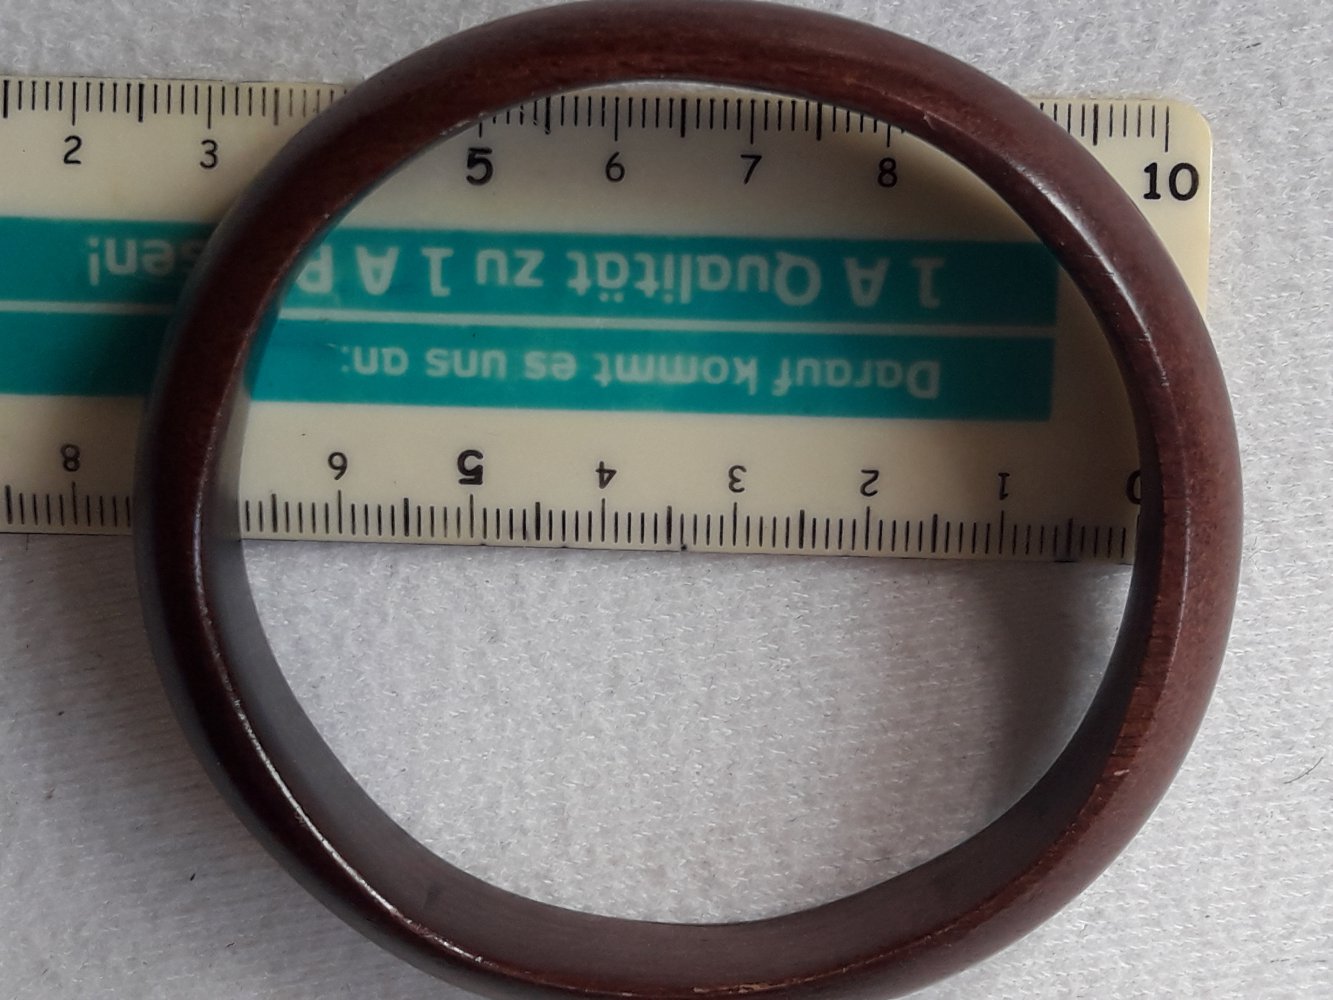 2 3 5 6 7 8 10
1 A Qualität zu 1 A
Darauf kommt es uns an:
8 6 5 4 3 2 1 0